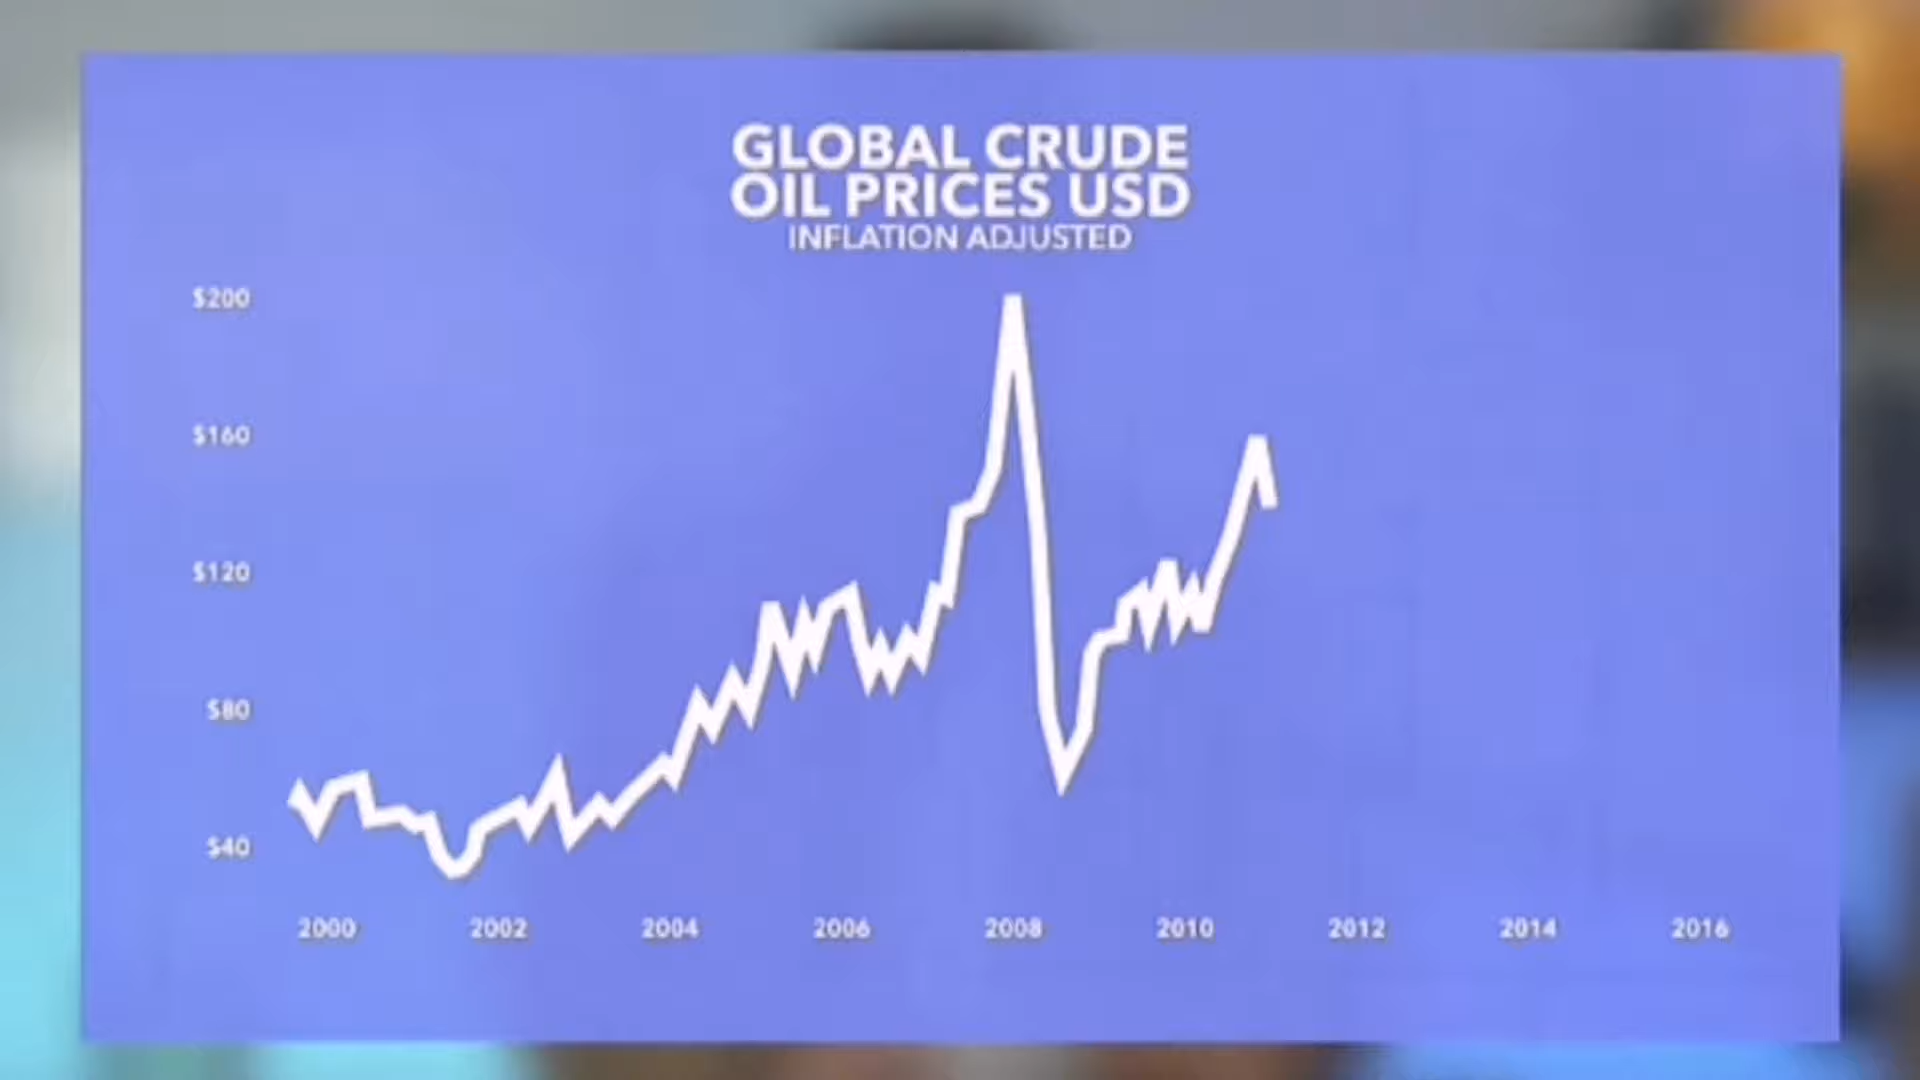 GLOBAL CRUDE
OIL PRICES USD
INFLATION ADJUSTED
$200
$160
$120
$80
$40
2000 2002 2004 2006 2008 2010 2012 2014 2016